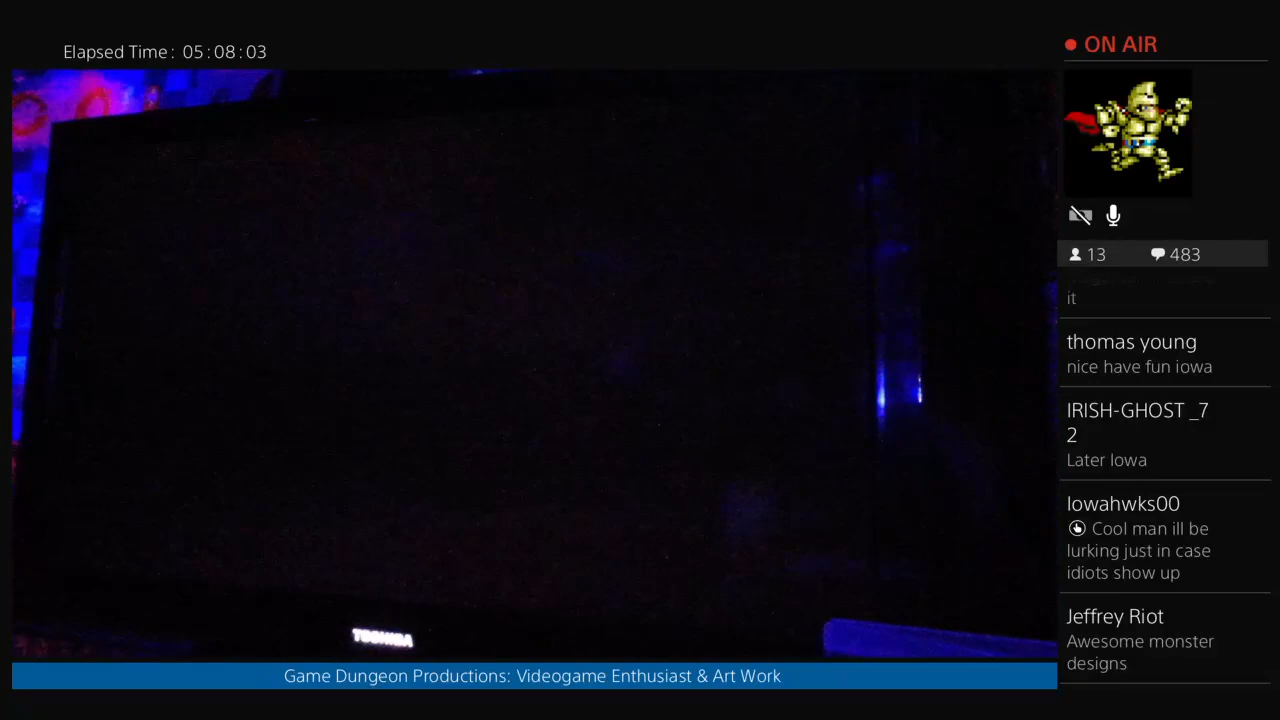 Elapsed Time: 05:08:03
ON AIR
13 483
it
thomas young
nice have fun iowa
IRISH-GHOST _7
2
Later Iowa
Iowahwks00
Cool man ill be
lurking just in case
idiots show up
Jeffrey Riot
Awesome monster
designs
TOSHIBA
Game Dungeon Productions: Videogame Enthusiast & Art Work